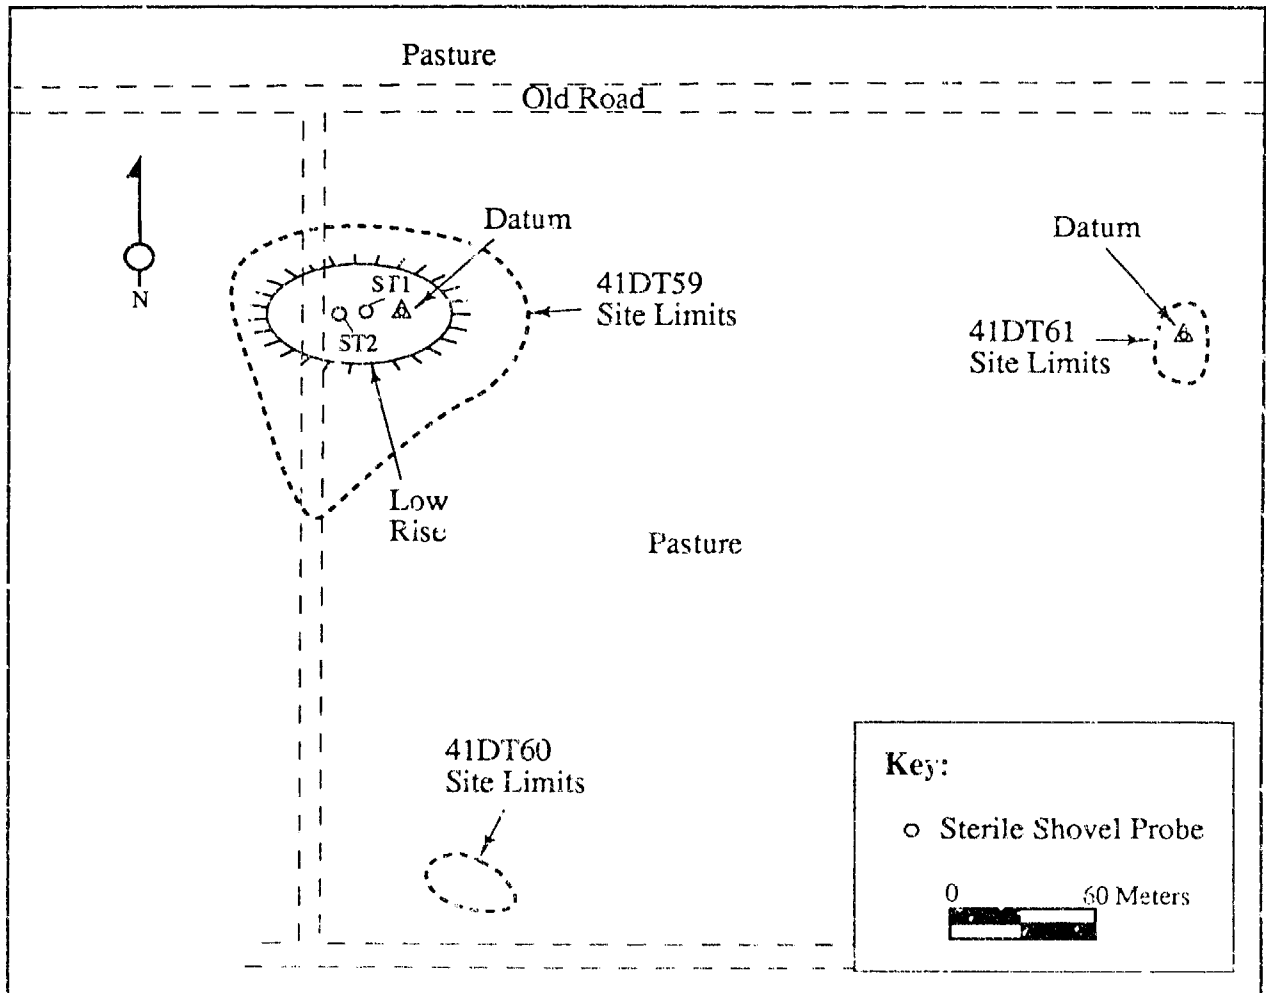 Pasture
Old Road
Datum
Datum
41DT59
Site Limits
ST1
ST2
41DT61
Site Limits
N
Low
Rise
Pasture
41DT60
Site Limits
Key:
Sterile Shovel Probe
0 60 Meters